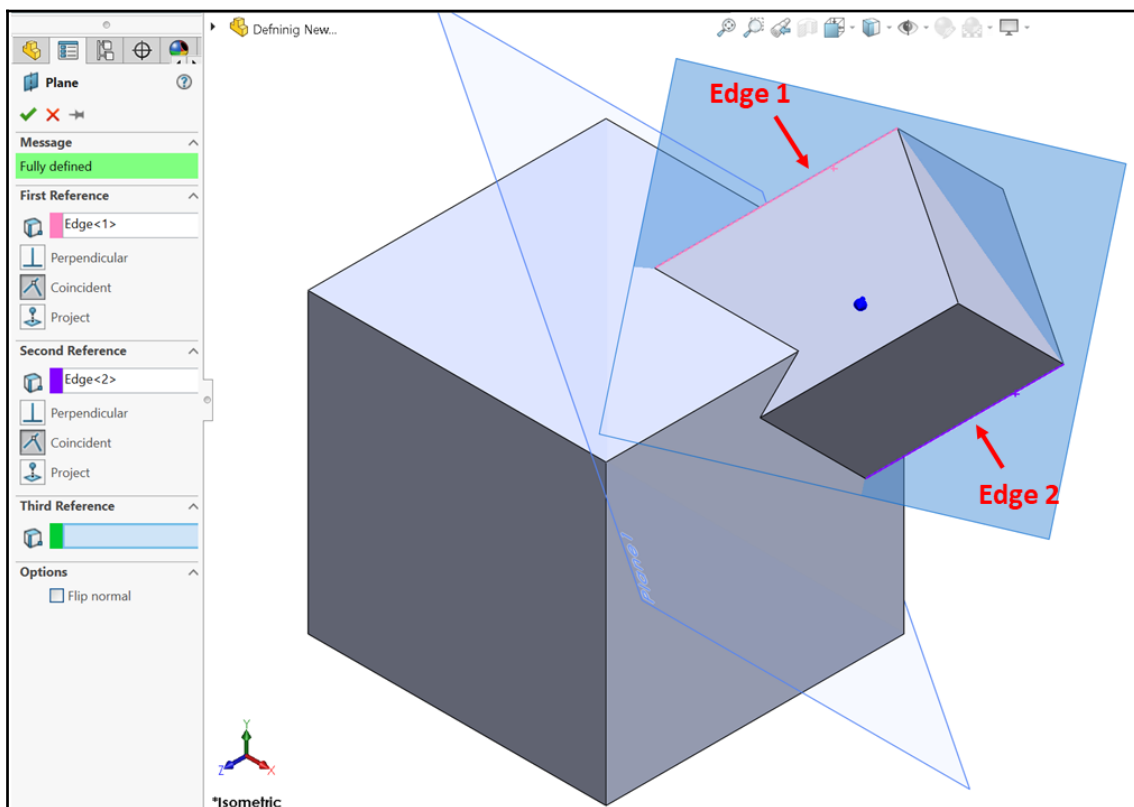 Defninig New...
Plane
Message
Fully defined
First Reference
Edge<1>
Perpendicular
Coincident
Project
Second Reference
Edge<2>
Perpendicular
Coincident
Project
Third Reference
Options
Flip normal
Edge 1
Edge 2
Y
Z
X
*Isometric